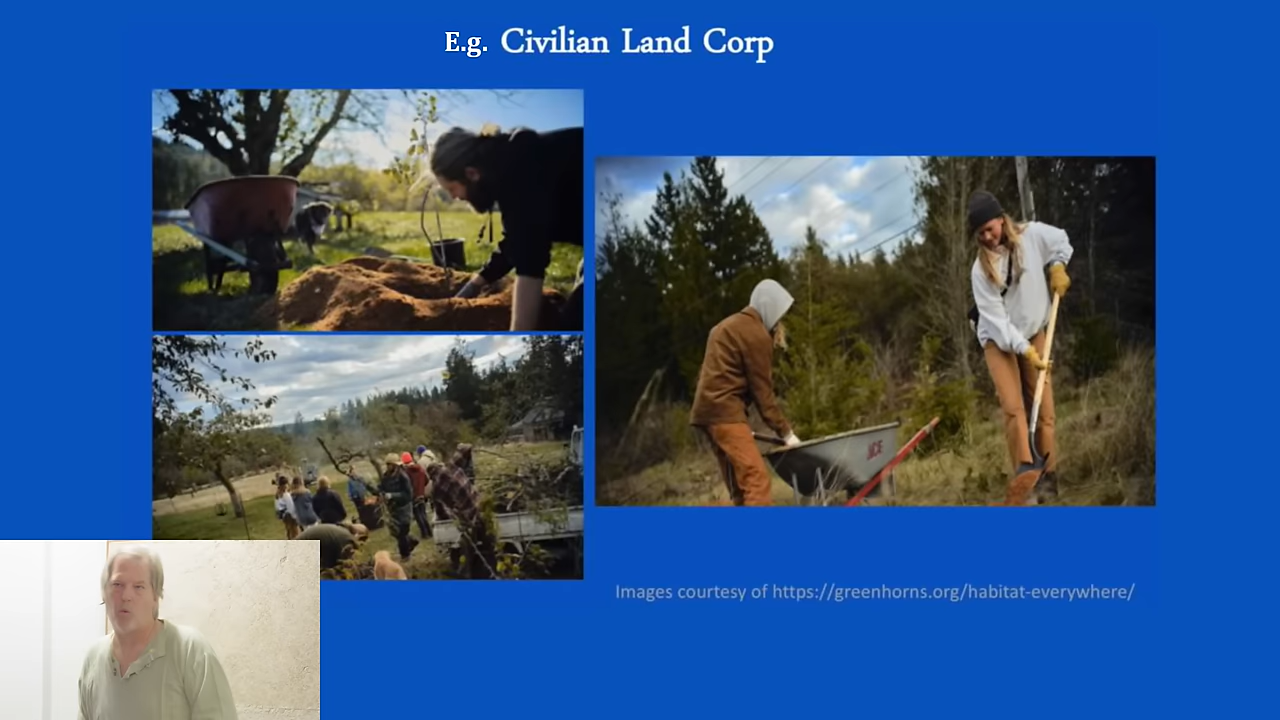 E.g. Civilian Land Corp
Images courtesy of https://greenhorns.org/habitat-everywhere/